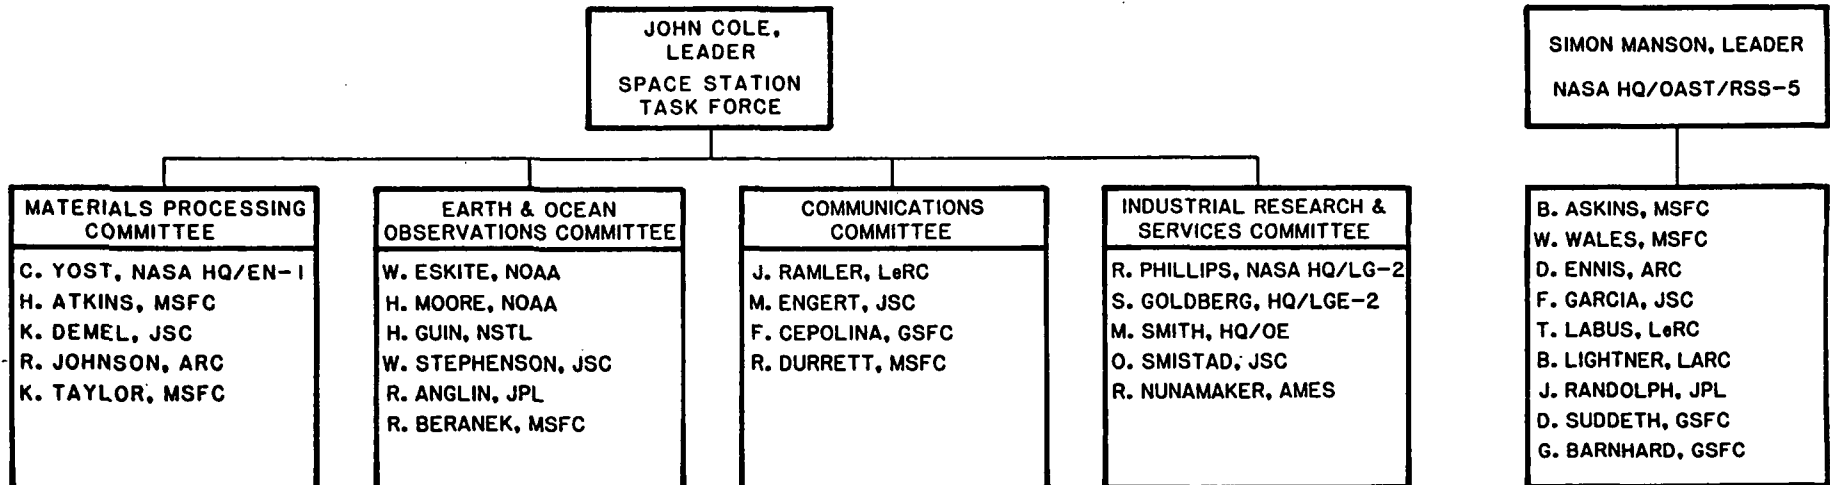 JOHN COLE,
LEADER
SPACE STATION
TASK FORCE
SIMON MANSON, LEADER
NASA HQ/OAST/RSS-5
MATERIALS PROCESSING
COMMITTEE
C. YOST, NASA HQ/EN-1
H. ATKINS, MSFC
K. DEMEL, JSC
R. JOHNSON, ARC
K. TAYLOR, MSFC
EARTH & OCEAN
OBSERVATIONS COMMITTEE
W. ESKITE, NOAA
H. MOORE, NOAA
H. GUIN, NSTL
W. STEPHENSON, JSC
R. ANGLIN, JPL
R. BERANEK, MSFC
COMMUNICATIONS
COMMITTEE
J. RAMLER, LeRC
M. ENGERT, JSC
F. CEPOLINA, GSFC
R. DURRETT, MSFC
INDUSTRIAL RESEARCH &
SERVICES COMMITTEE
R. PHILLIPS, NASA HQ/LG-2
S. GOLDBERG, HQ/LGE-2
M. SMITH, HQ/OE
O. SMISTAD, JSC
R. NUNAMAKER, AMES
B. ASKINS, MSFC
W. WALES, MSFC
D. ENNIS, ARC
F. GARCIA, JSC
T. LABUS, LeRC
B. LIGHTNER, LARC
J. RANDOLPH, JPL
D. SUDDETH, GSFC
G. BARNHARD, GSFC